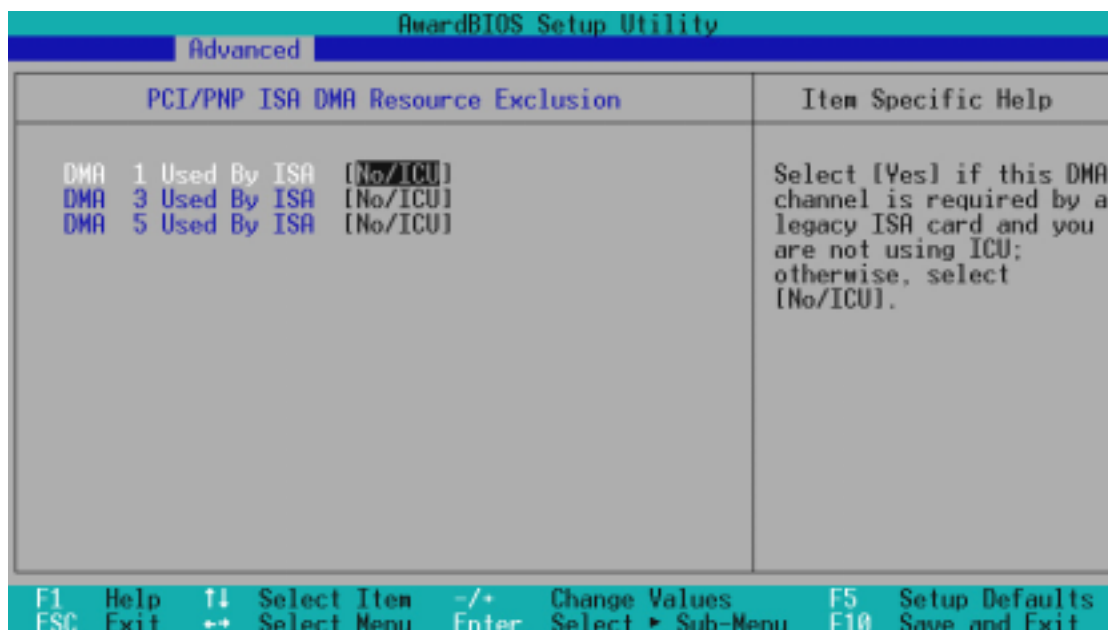 AwardBIOS Setup Utility
Advanced
PCI/PNP ISA DMA Resource Exclusion
Item Specific Help
DMA 1 Used By ISA [No/ICU]
DMA 3 Used By ISA [No/ICU]
DMA 5 Used By ISA [No/ICU]
Select [Yes] if this DMA
channel is required by a
legacy ISA card and you
are not using ICU;
otherwise, select
[No/ICU].
F1 Help ↑↓ Select Item -/+ Change Values F5 Setup Defaults
ESC Exit ←→ Select Menu Enter Select ► Sub-Menu F10 Save and Exit